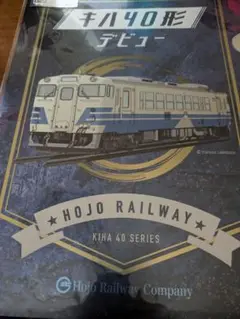 キハ40形
デビュー
HOJO RAILWAY
KIHA 40 SERIES
Hojo Railway Company